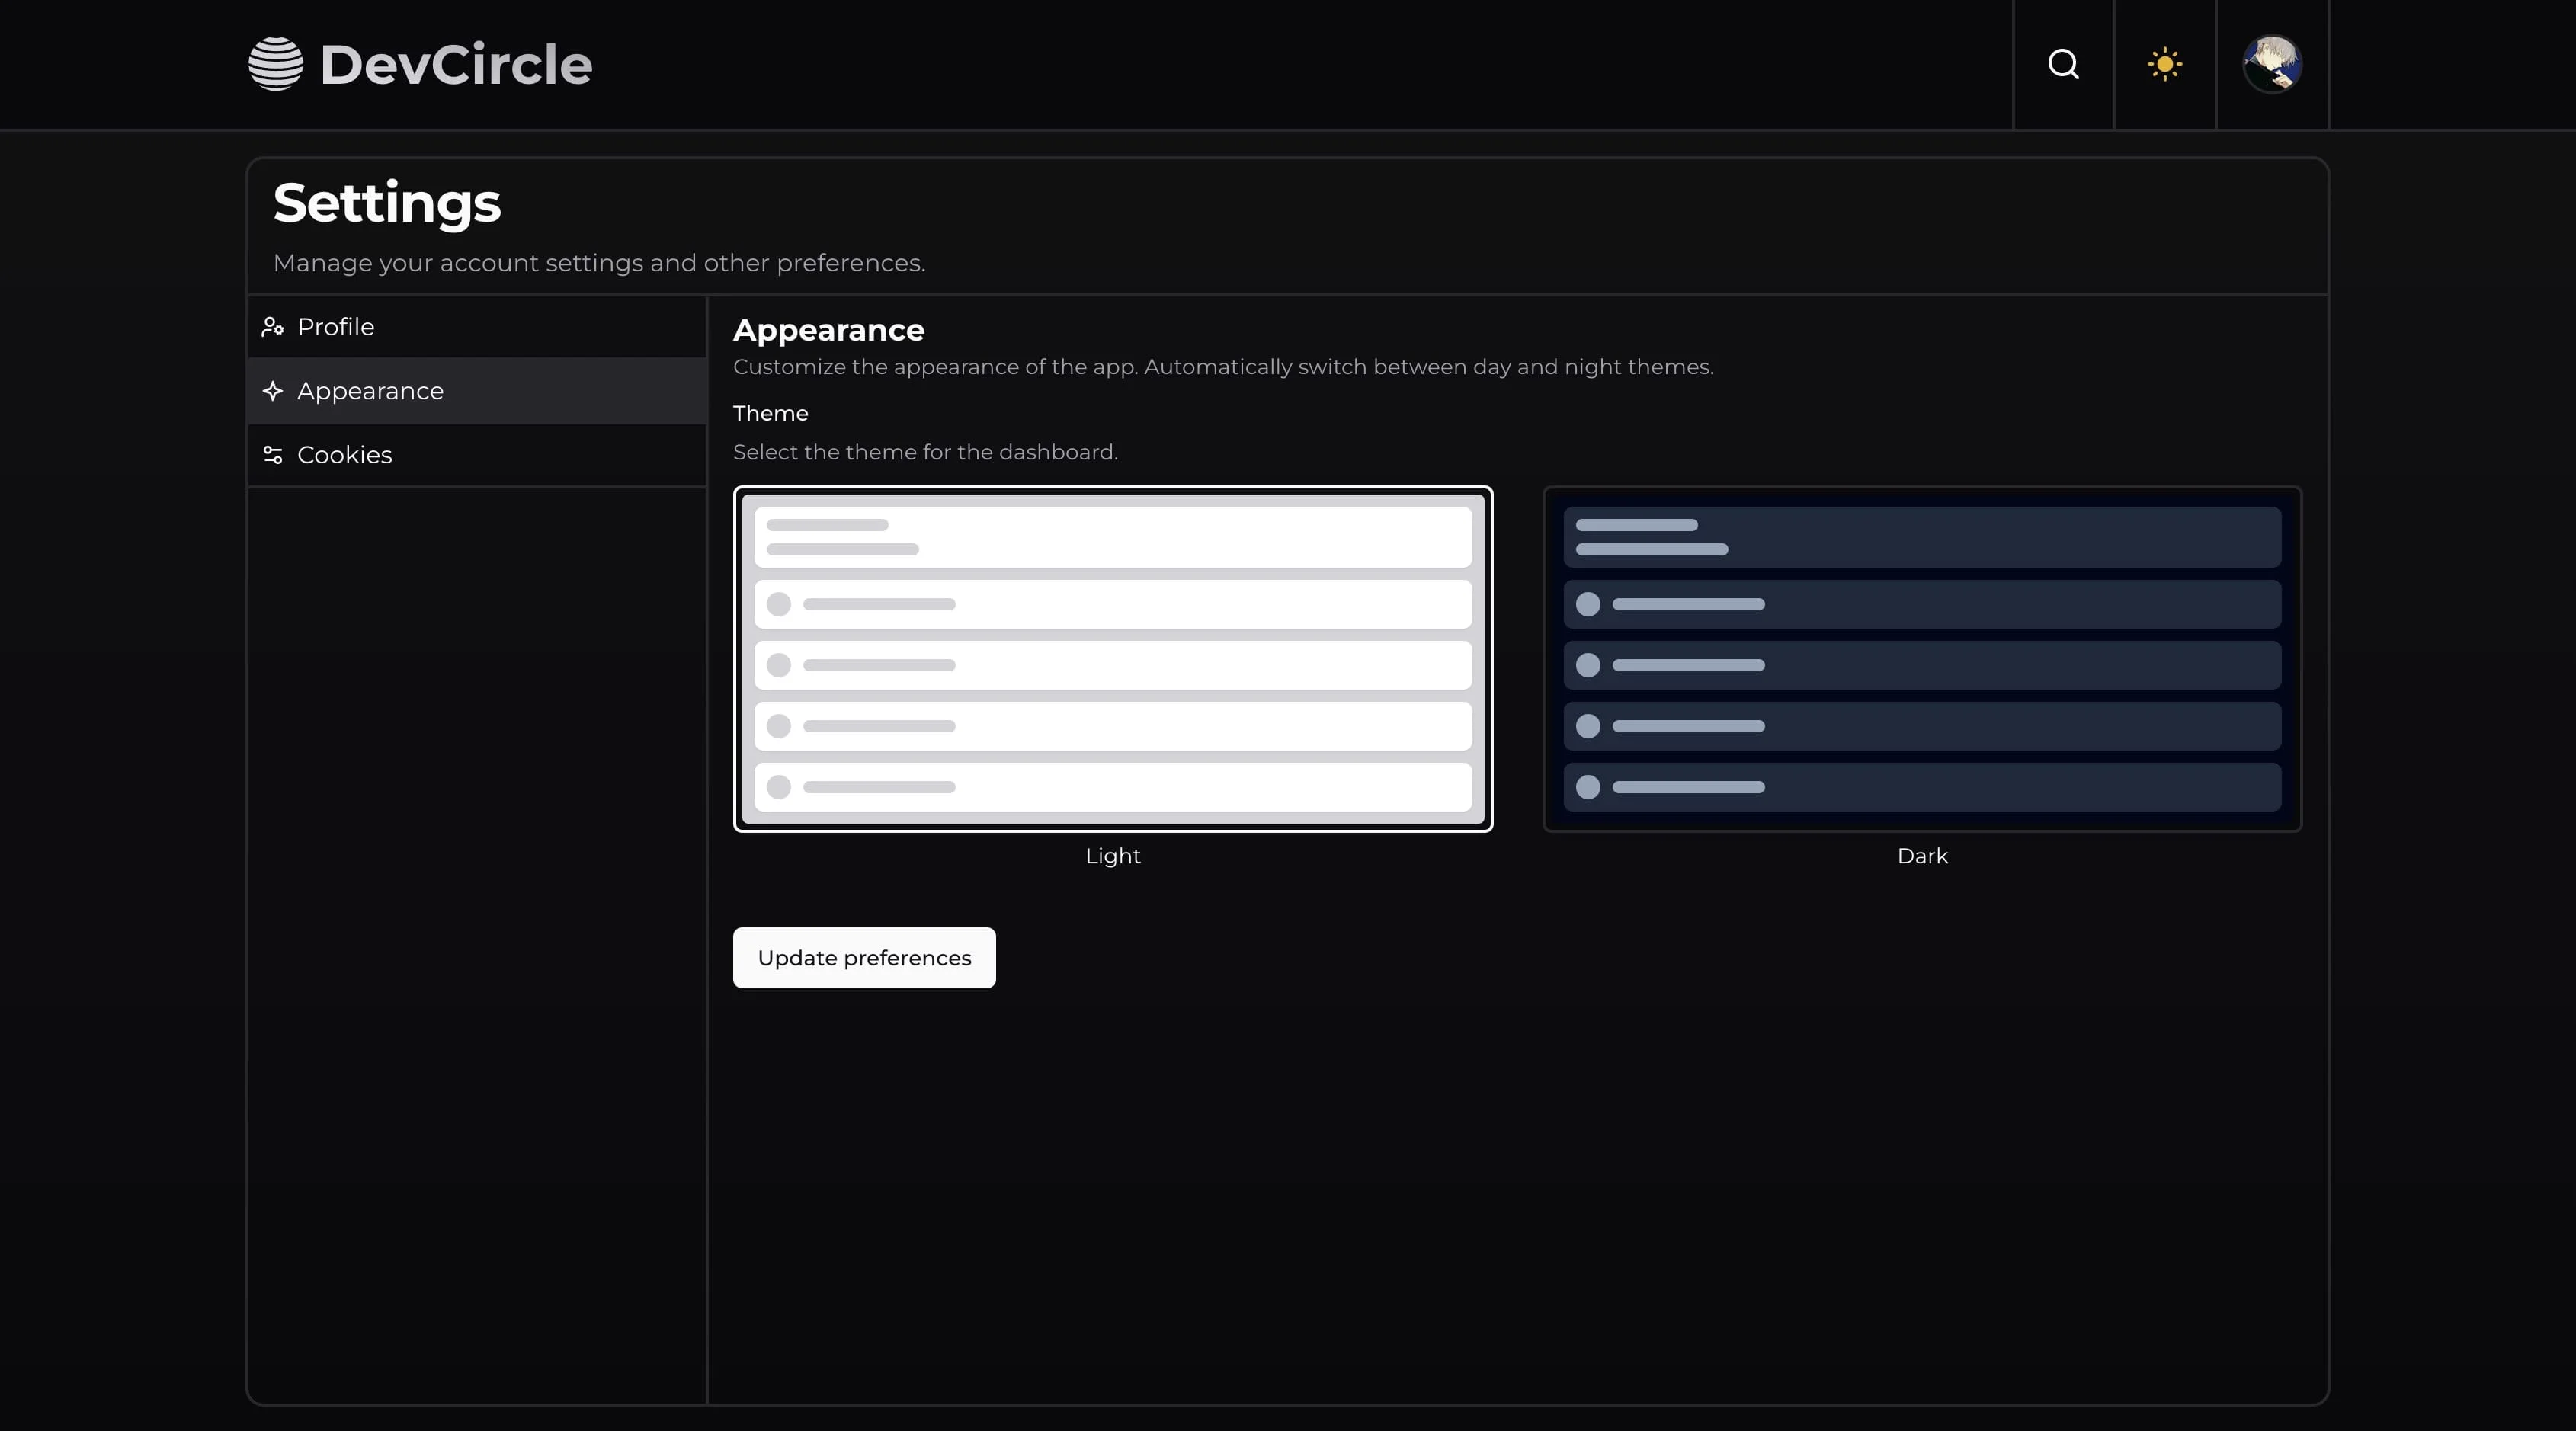 DevCircle
Settings
Manage your account settings and other preferences.
Profile
Appearance
Cookies
Appearance
Customize the appearance of the app. Automatically switch between day and night themes.
Theme
Select the theme for the dashboard.
Light
Dark
Update preferences